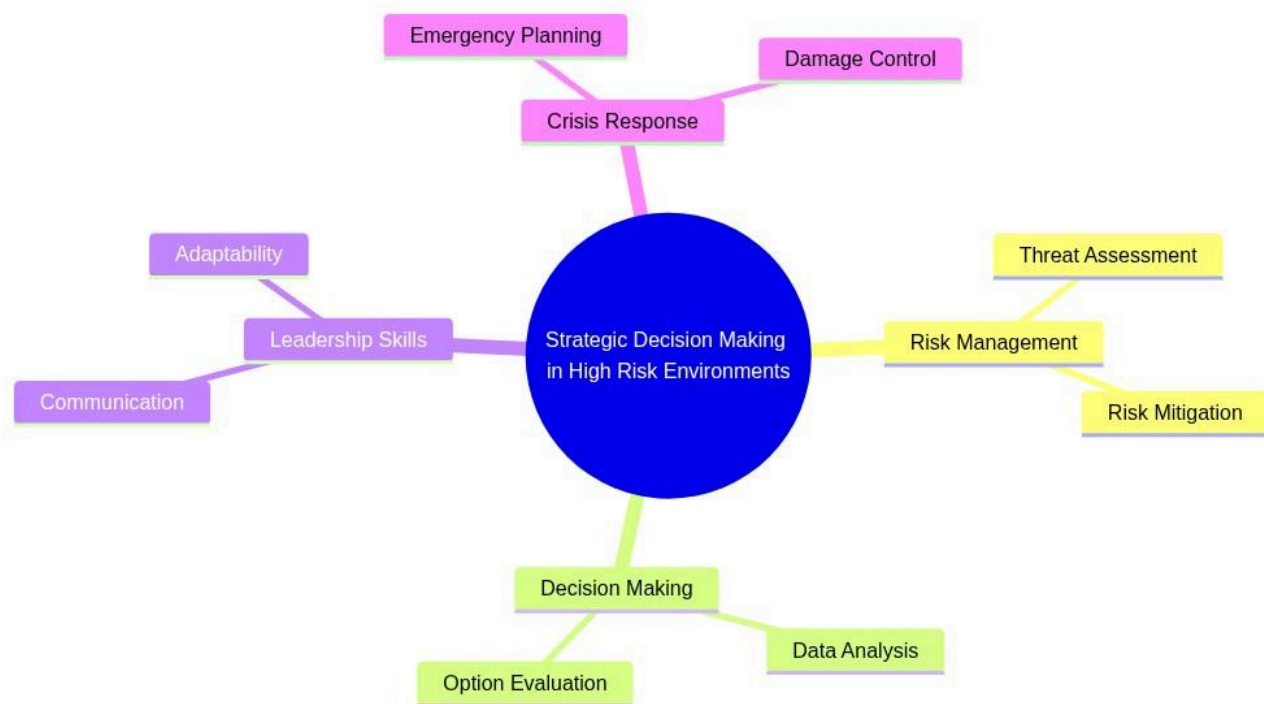 Emergency Planning
Damage Control
Crisis Response
Adaptability
Threat Assessment
Leadership Skills
Strategic Decision Making
in High Risk Environments
Risk Management
Communication
Risk Mitigation
Decision Making
Data Analysis
Option Evaluation